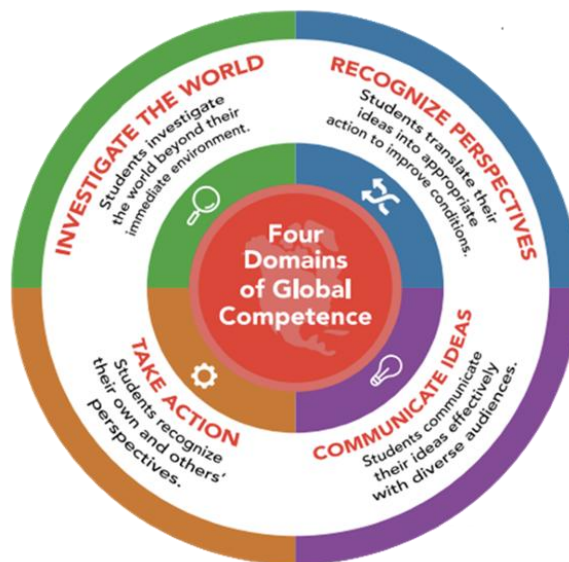 INVESTIGATE THE WORLD
Students investigate
the world beyond their
immediate environment.
RECOGNIZE PERSPECTIVES
Students translate their
ideas into appropriate
action to improve conditions.
Four
Domains
of Global
Competence
TAKE ACTION
Students recognize
their own and others'
perspectives.
COMMUNICATE IDEAS
Students communicate
their ideas effectively
with diverse audiences.